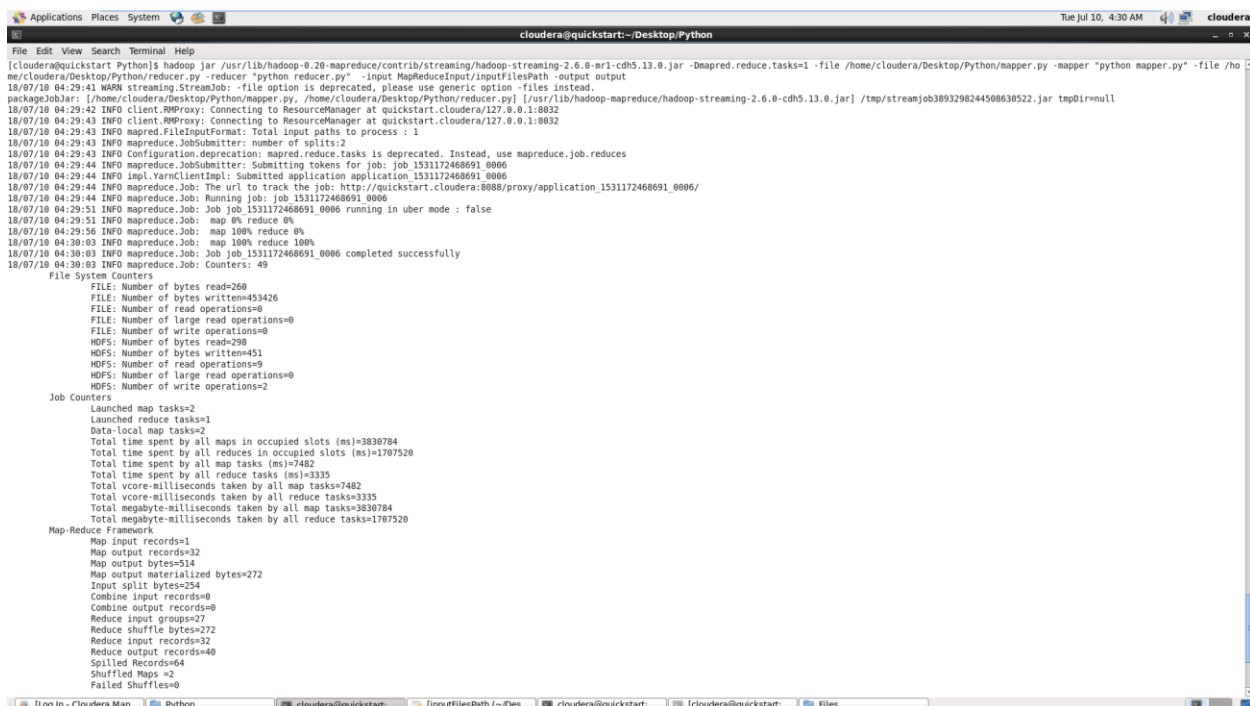 Applications Places System Tue Jul 10, 4:30 AM cloudera
cloudera@quickstart:~/Desktop/Python
File Edit View Search Terminal Help
[cloudera@quickstart Python]$ hadoop jar /usr/lib/hadoop-0.20-mapreduce/contrib/streaming/hadoop-streaming-2.6.0-mr1-cdh5.13.0.jar -Dmapred.reduce.tasks=1 -file /home/cloudera/Desktop/Python/mapper.py -mapper "python mapper.py" -file /ho
me/cloudera/Desktop/Python/reducer.py -reducer "python reducer.py" -input MapReduceInput/inputFilesPath -output output
18/07/10 04:29:41 WARN streaming.StreamJob: -file option is deprecated, please use generic option -files instead.
packageJobJar: [/home/cloudera/Desktop/Python/mapper.py, /home/cloudera/Desktop/Python/reducer.py] [/usr/lib/hadoop-mapreduce/hadoop-streaming-2.6.0-cdh5.13.0.jar] /tmp/streamjob3893298244508630522.jar tmpDir=null
18/07/10 04:29:42 INFO client.RMProxy: Connecting to ResourceManager at quickstart.cloudera/127.0.0.1:8032
18/07/10 04:29:43 INFO client.RMProxy: Connecting to ResourceManager at quickstart.cloudera/127.0.0.1:8032
18/07/10 04:29:43 INFO mapred.FileInputFormat: Total input paths to process : 1
18/07/10 04:29:43 INFO mapreduce.JobSubmitter: number of splits:2
18/07/10 04:29:43 INFO Configuration.deprecation: mapred.reduce.tasks is deprecated. Instead, use mapreduce.job.reduces
18/07/10 04:29:44 INFO mapreduce.JobSubmitter: Submitting tokens for job: job_1531172468691_0006
18/07/10 04:29:44 INFO impl.YarnClientImpl: Submitted application application_1531172468691_0006
18/07/10 04:29:44 INFO mapreduce.Job: The url to track the job: http://quickstart.cloudera:8088/proxy/application_1531172468691_0006/
18/07/10 04:29:44 INFO mapreduce.Job: Running job: job_1531172468691_0006
18/07/10 04:29:51 INFO mapreduce.Job: Job job_1531172468691_0006 running in uber mode : false
18/07/10 04:29:51 INFO mapreduce.Job: map 0% reduce 0%
18/07/10 04:29:56 INFO mapreduce.Job: map 100% reduce 0%
18/07/10 04:30:03 INFO mapreduce.Job: map 100% reduce 100%
18/07/10 04:30:03 INFO mapreduce.Job: Job job_1531172468691_0006 completed successfully
18/07/10 04:30:03 INFO mapreduce.Job: Counters: 49
File System Counters
FILE: Number of bytes read=260
FILE: Number of bytes written=453426
FILE: Number of read operations=0
FILE: Number of large read operations=0
FILE: Number of write operations=0
HDFS: Number of bytes read=298
HDFS: Number of bytes written=451
HDFS: Number of read operations=9
HDFS: Number of large read operations=0
HDFS: Number of write operations=2
Job Counters
Launched map tasks=2
Launched reduce tasks=1
Data-local map tasks=2
Total time spent by all maps in occupied slots (ms)=3830784
Total time spent by all reduces in occupied slots (ms)=1707520
Total time spent by all map tasks (ms)=7482
Total time spent by all reduce tasks (ms)=3335
Total vcore-milliseconds taken by all map tasks=7482
Total vcore-milliseconds taken by all reduce tasks=3335
Total megabyte-milliseconds taken by all map tasks=3830784
Total megabyte-milliseconds taken by all reduce tasks=1707520
Map-Reduce Framework
Map input records=1
Map output records=32
Map output bytes=514
Map output materialized bytes=272
Input split bytes=254
Combine input records=0
Combine output records=0
Reduce input groups=27
Reduce shuffle bytes=272
Reduce input records=32
Reduce output records=40
Spilled Records=64
Shuffled Maps =2
Failed Shuffles=0
[Log In - Cloudera Man... Python cloudera@quickstart:... [inputFilesPath (~/Des... cloudera@quickstart:... [cloudera@quickstart:... Files